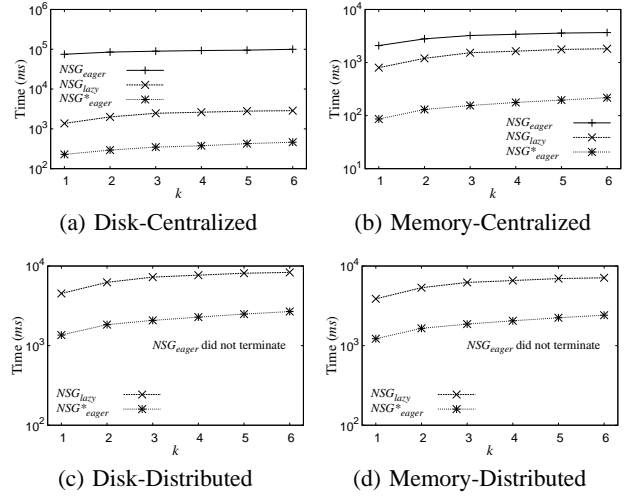 10^6
10^5
10^4
10^3
10^2
Time (ms)
NSG_eager
NSG_lazy
NSG*_eager
1 2 3 4 5 6
k
(a) Disk-Centralized
10^4
10^3
10^2
10^1
Time (ms)
NSG_eager
NSG_lazy
NSG*_eager
1 2 3 4 5 6
k
(b) Memory-Centralized
10^4
10^3
10^2
Time (ms)
NSG_eager did not terminate
NSG_lazy
NSG*_eager
1 2 3 4 5 6
k
(c) Disk-Distributed
10^4
10^3
10^2
Time (ms)
NSG_eager did not terminate
NSG_lazy
NSG*_eager
1 2 3 4 5 6
k
(d) Memory-Distributed